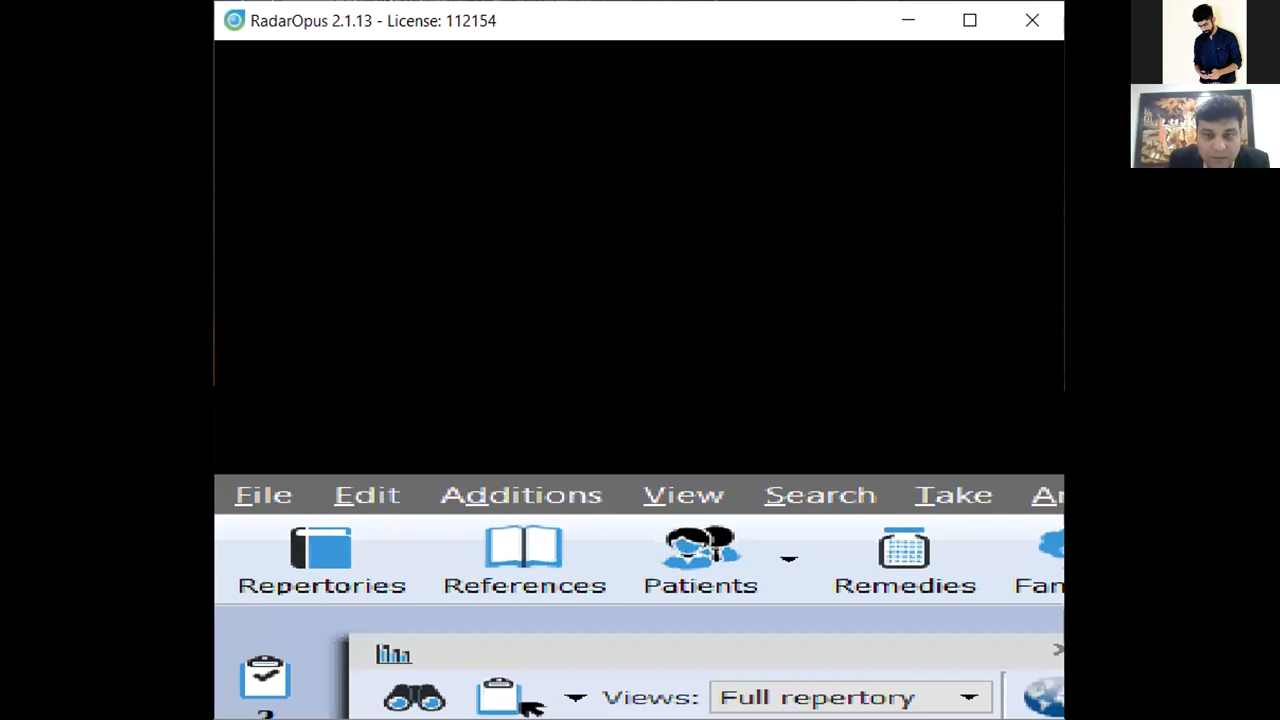 RadarOpus 2.1.13 - License: 112154
File Edit Additions View Search Take
Repertories References Patients Remedies
Views: Full repertory